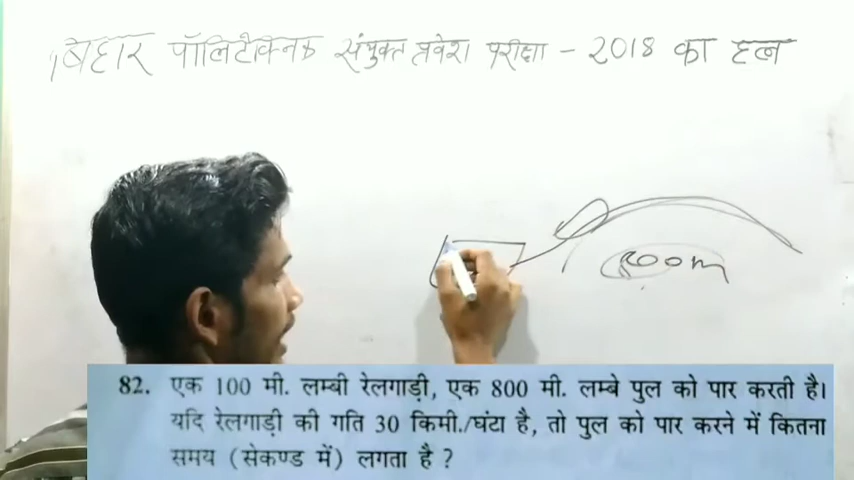 बिहार पॉलिटैक्निक संयुक्त प्रवेश परीक्षा - 2018 का हल
800m
82. एक 100 मी. लम्बी रेलगाड़ी, एक 800 मी. लम्बे पुल को पार करती है।
यदि रेलगाड़ी की गति 30 किमी./घंटा है, तो पुल को पार करने में कितना
समय (सेकण्ड में) लगता है ?